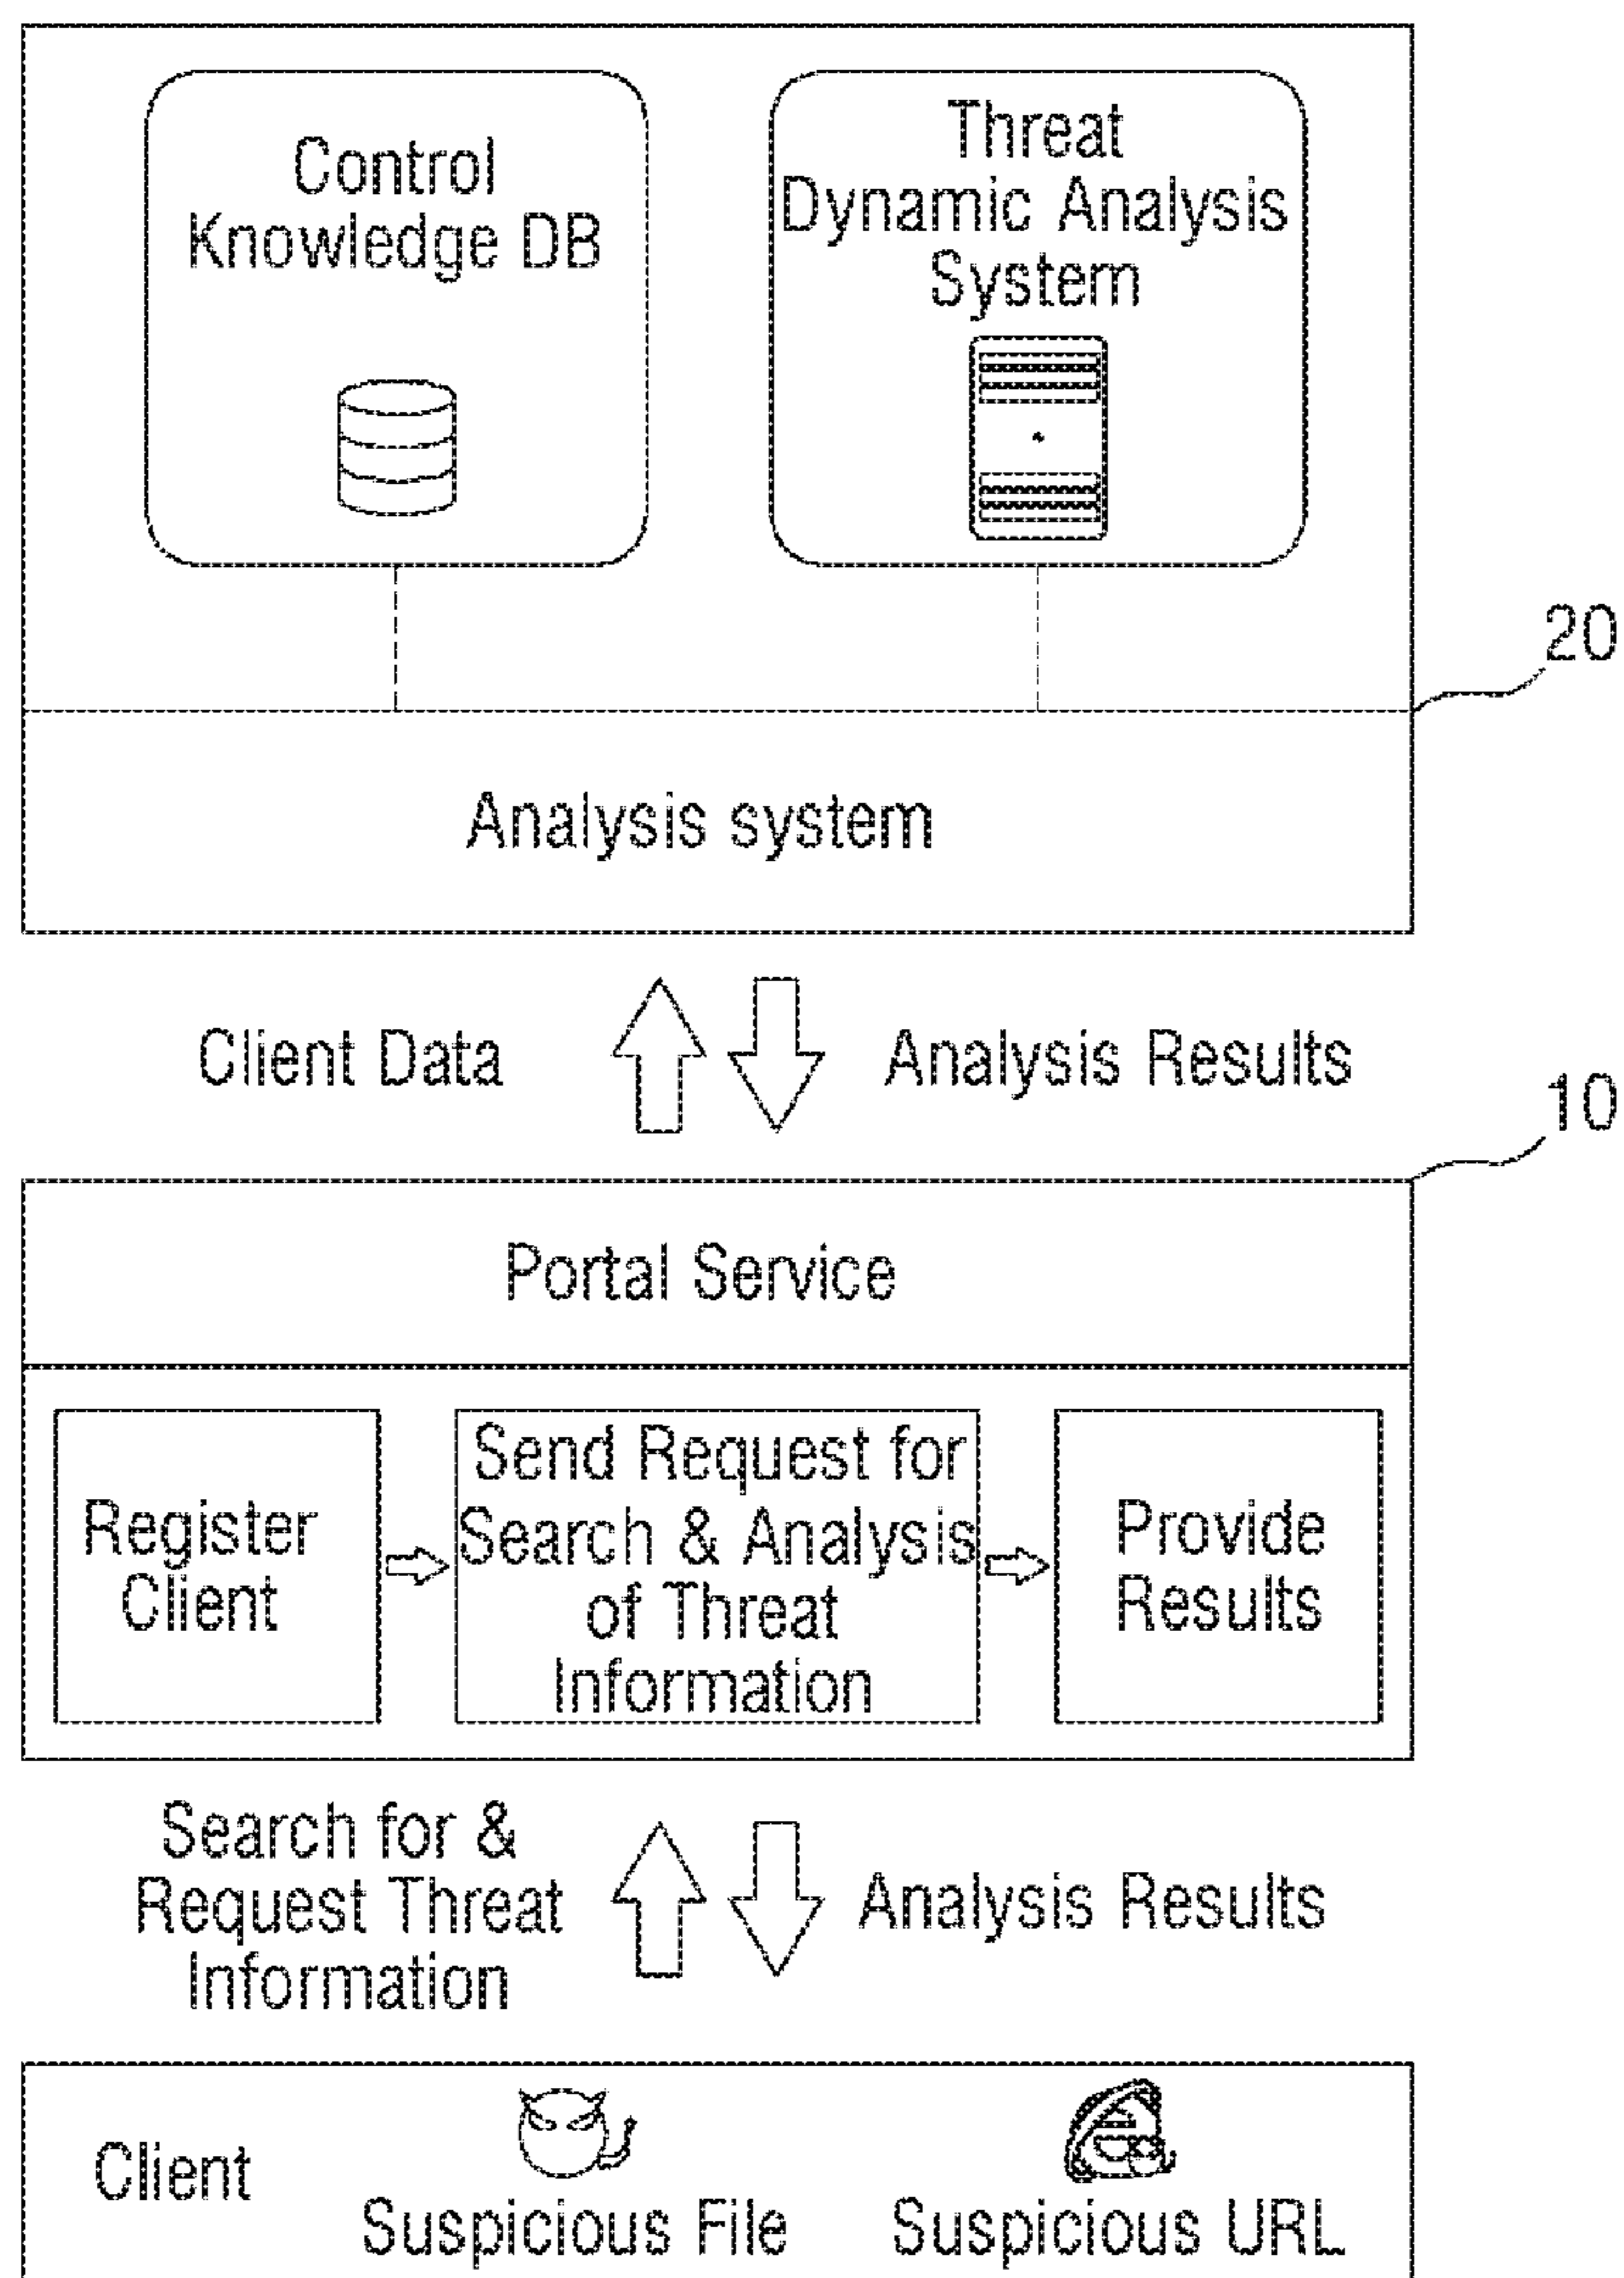 Control
Knowledge DB
Threat
Dynamic Analysis
System
20
Analysis system
Client Data
Analysis Results
10
Portal Service
Register
Client
Send Request for
Search & Analysis
of Threat
Information
Provide
Results
Search for &
Request Threat
Information
Analysis Results
Client
Suspicious File
Suspicious URL